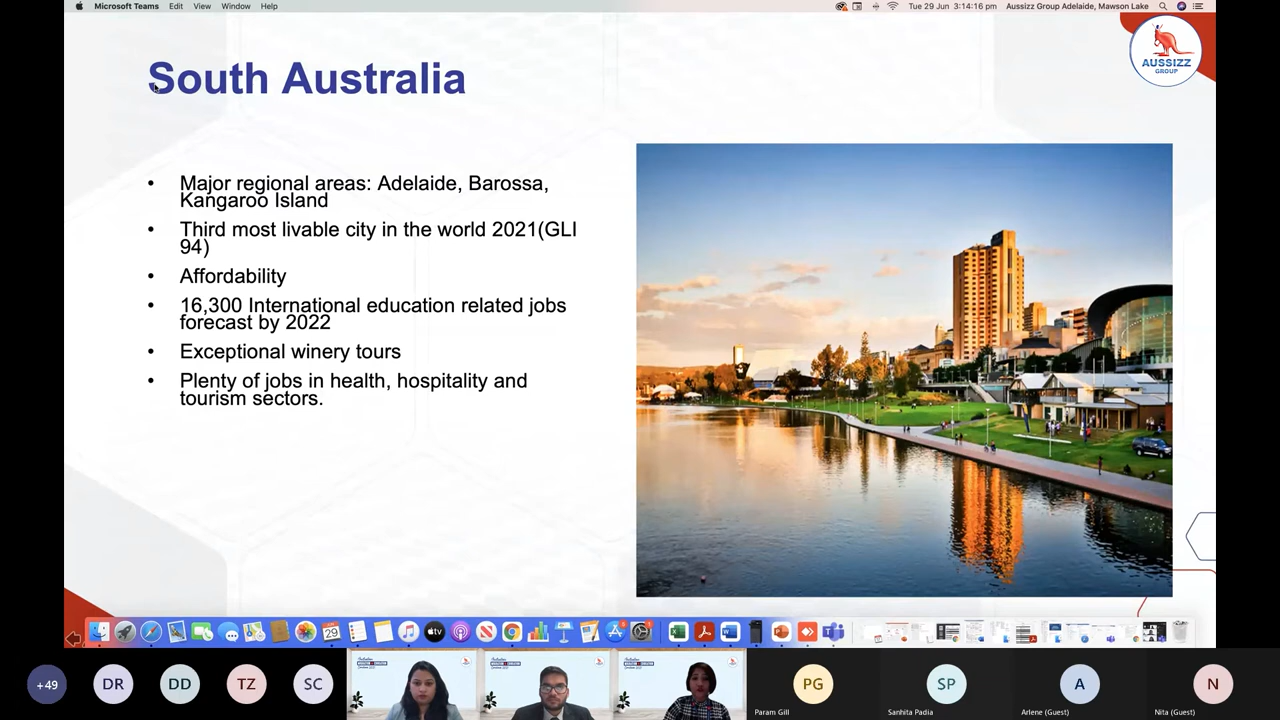 Microsoft Teams Edit View Window Help
Tue 29 Jun 3:14:16 pm Aussizz Group Adelaide, Mawson Lake
South Australia
AUSSIZZ
GROUP
• Major regional areas: Adelaide, Barossa,
Kangaroo Island
• Third most livable city in the world 2021(GLI
94)
• Affordability
• 16,300 International education related jobs
forecast by 2022
• Exceptional winery tours
• Plenty of jobs in health, hospitality and
tourism sectors.
29
tv
+49
DR
DD
TZ
SC
PG
SP
A
N
Param Gill
Sanhita Padia
Arlene (Guest)
Nita (Guest)